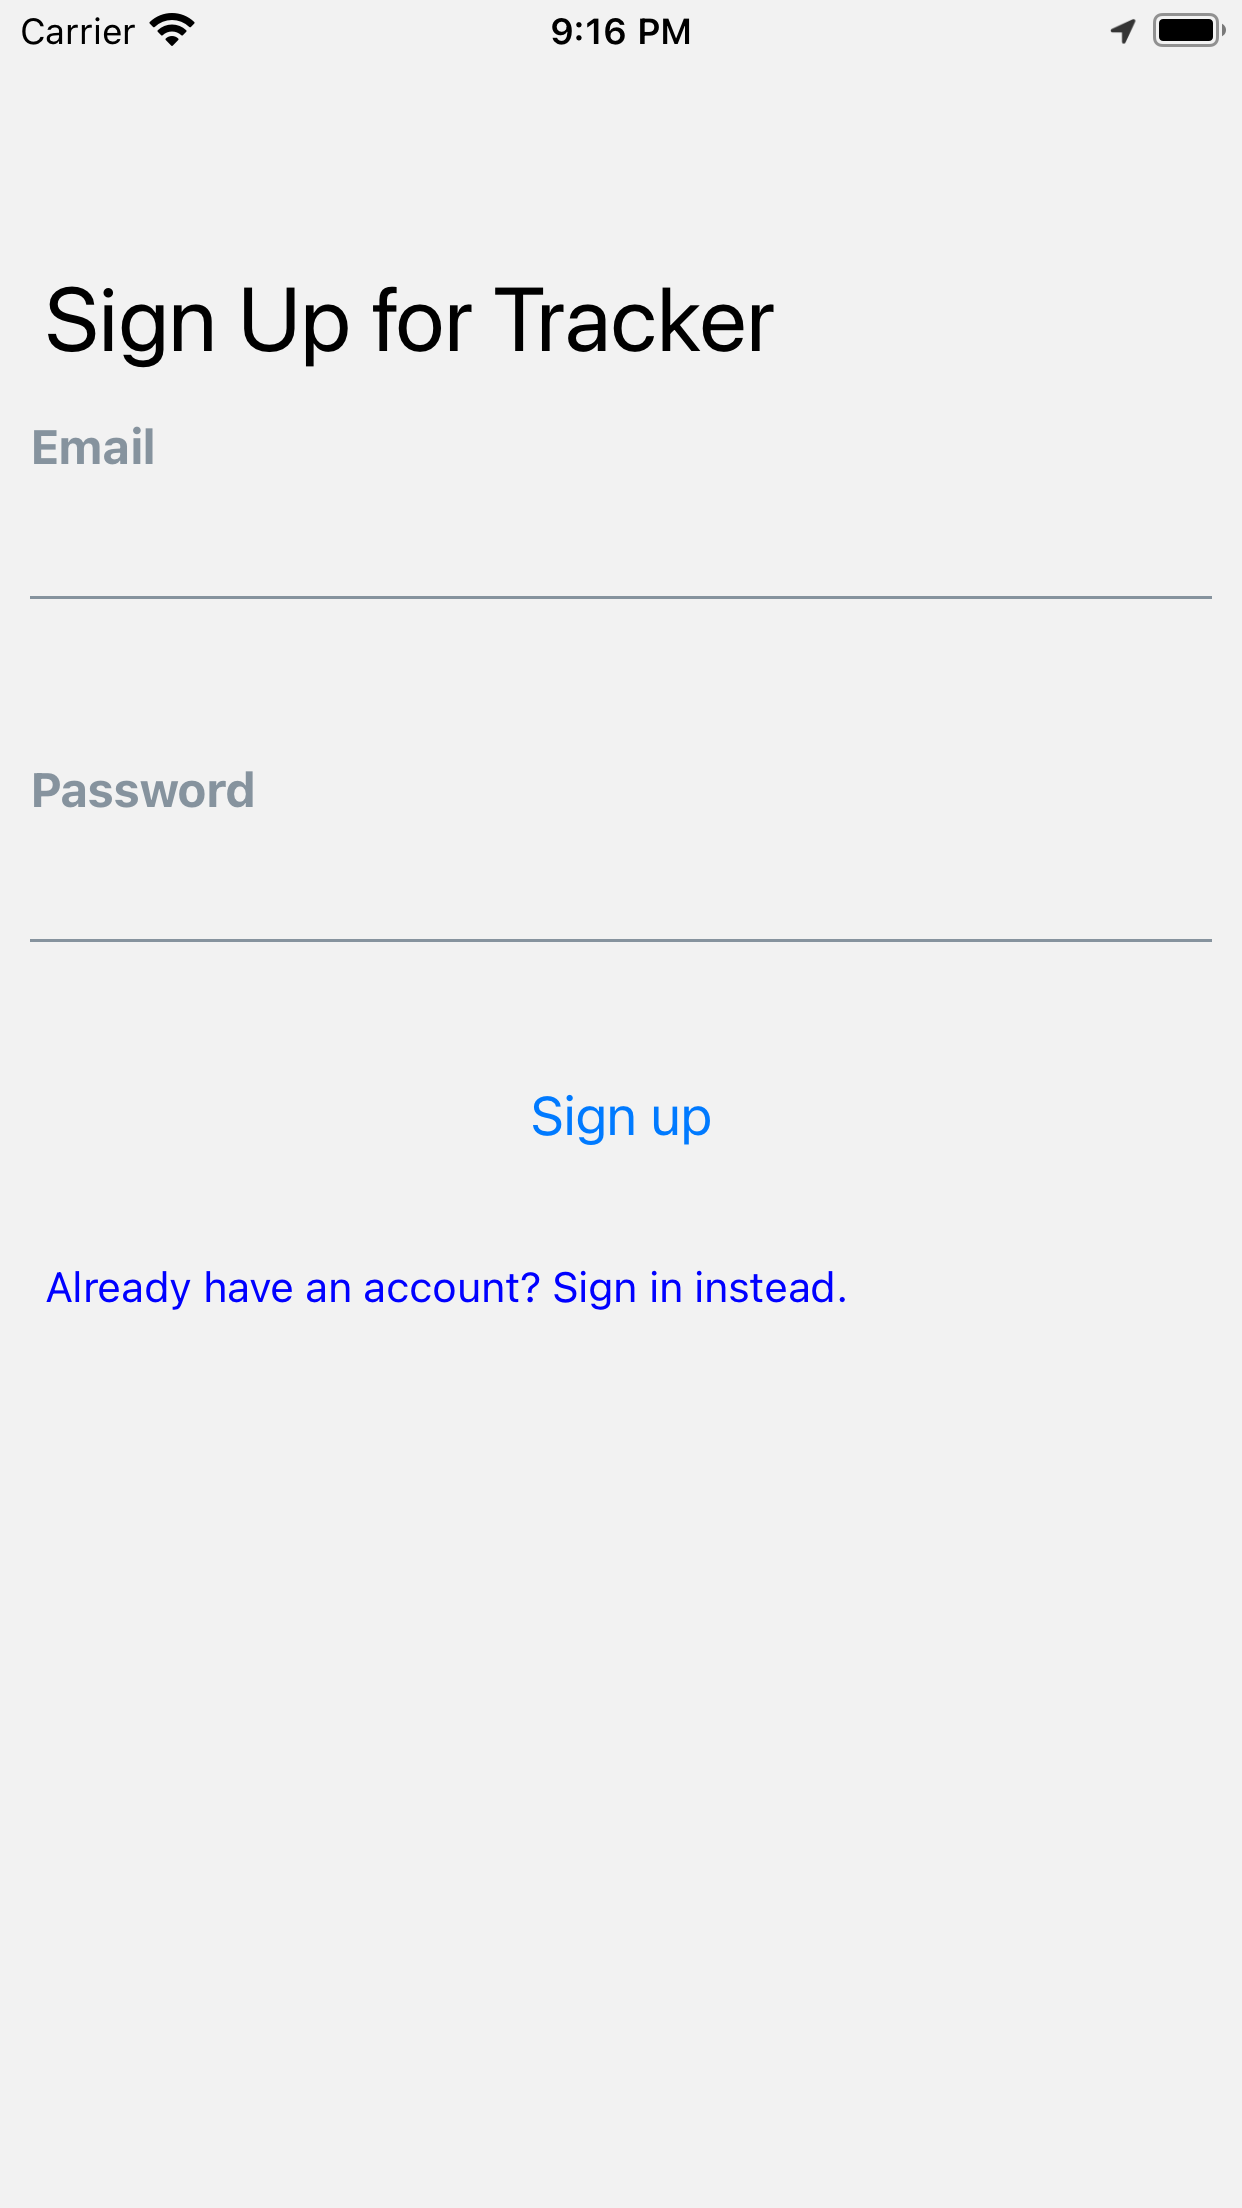 Carrier 9:16 PM
Sign Up for Tracker
Email
Password
Sign up
Already have an account? Sign in instead.